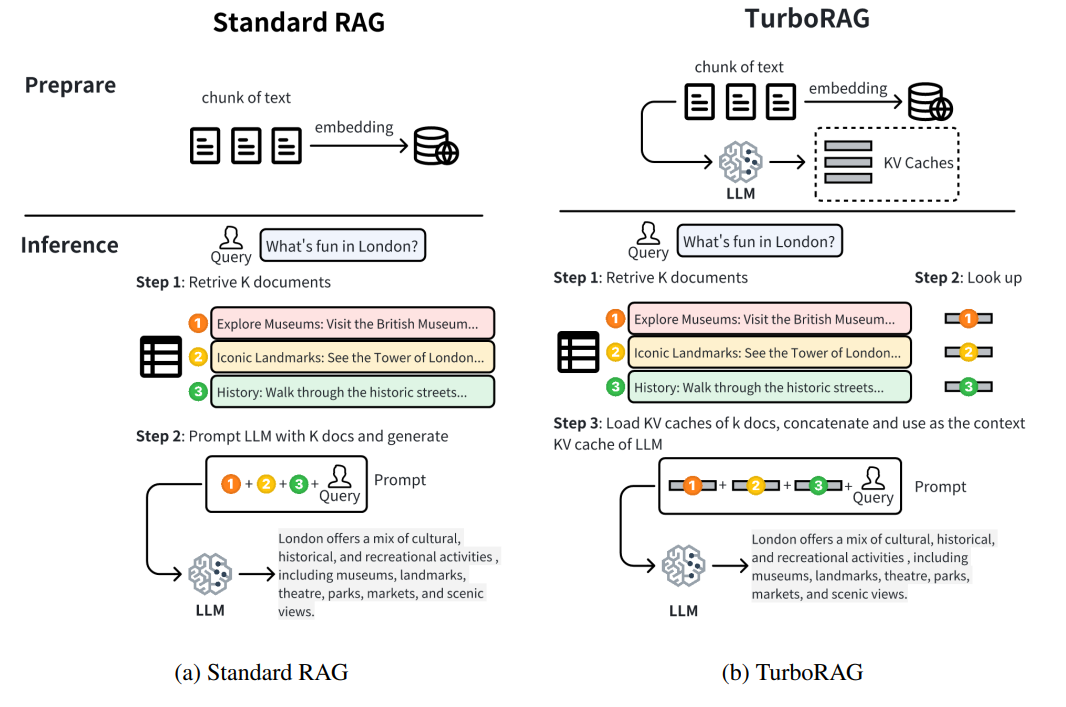 Standard RAG
Preprare
chunk of text
embedding
Inference
Query
What's fun in London?
Step 1: Retrive K documents
1 Explore Museums: Visit the British Museum...
2 Iconic Landmarks: See the Tower of London...
3 History: Walk through the historic streets...
Step 2: Prompt LLM with K docs and generate
1 + 2 + 3 + Query
Prompt
LLM
London offers a mix of cultural,
historical, and recreational activities ,
including museums, landmarks,
theatre, parks, markets, and scenic
views.
(a) Standard RAG
TurboRAG
chunk of text
embedding
LLM
KV Caches
Query
What's fun in London?
Step 1: Retrive K documents
Step 2: Look up
1 Explore Museums: Visit the British Museum...
1
2 Iconic Landmarks: See the Tower of London...
2
3 History: Walk through the historic streets...
3
Step 3: Load KV caches of k docs, concatenate and use as the context
KV cache of LLM
1 + 2 + 3 + Query
Prompt
LLM
London offers a mix of cultural, historical,
and recreational activities , including
museums, landmarks, theatre, parks,
markets, and scenic views.
(b) TurboRAG